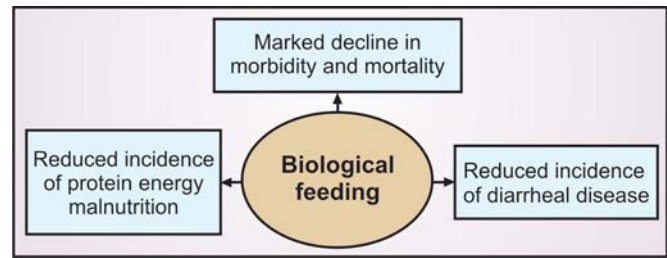 Marked decline in
morbidity and mortality
Reduced incidence
of protein energy
malnutrition
Biological
feeding
Reduced incidence
of diarrheal disease